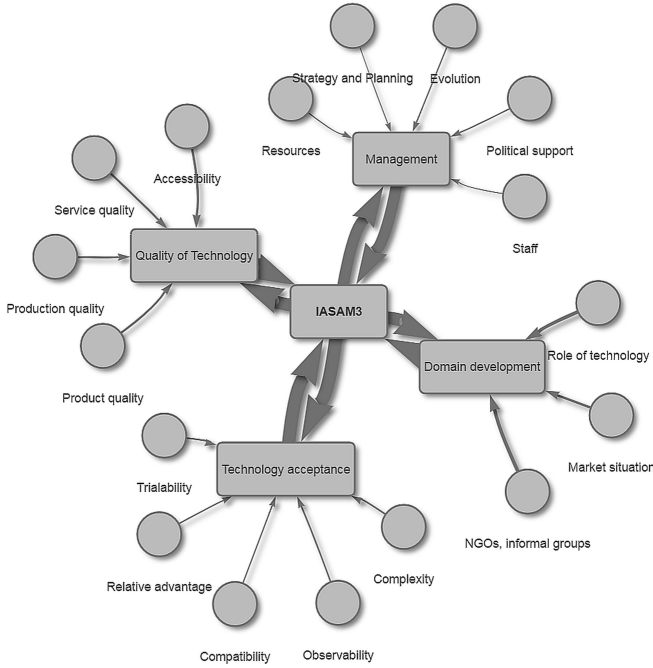 Strategy and Planning
Evolution
Resources
Management
Political support
Accessibility
Service quality
Staff
Quality of Technology
Production quality
IASAM3
Role of technology
Domain development
Product quality
Market situation
Technology acceptance
Trialability
NGOs, informal groups
Relative advantage
Complexity
Compatibility
Observability